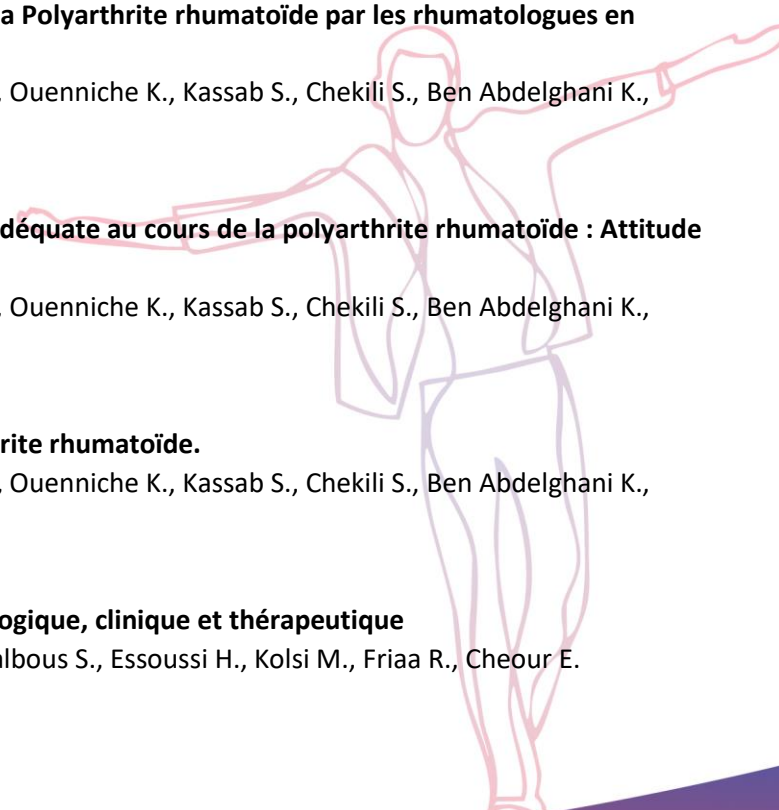 a Polyarthrite rhumatoïde par les rhumatologues en
Ouenniche K., Kassab S., Chekili S., Ben Abdelghani K.,
déquate au cours de la polyarthrite rhumatoïde : Attitude
Ouenniche K., Kassab S., Chekili S., Ben Abdelghani K.,
rite rhumatoïde.
Ouenniche K., Kassab S., Chekili S., Ben Abdelghani K.,
ogique, clinique et thérapeutique
albous S., Essoussi H., Kolsi M., Friaa R., Cheour E.